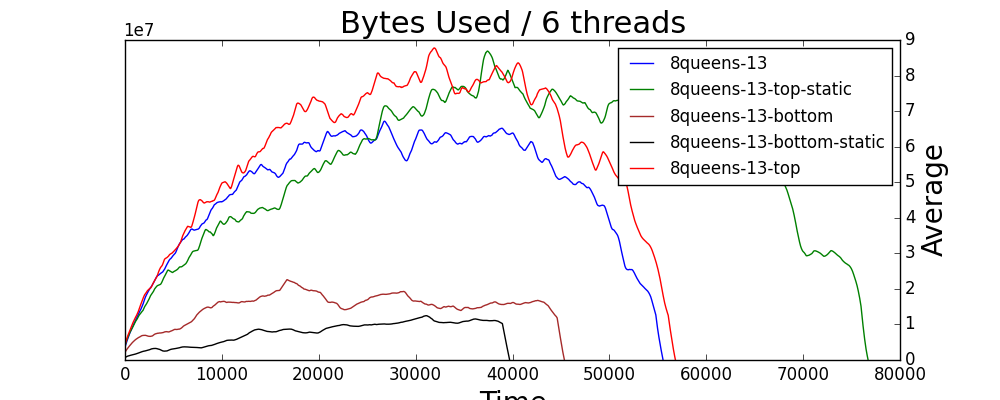 Bytes Used / 6 threads
1e7
9
8
7
6
5
4
3
2
1
0
Average
8queens-13
8queens-13-top-static
8queens-13-bottom
8queens-13-bottom-static
8queens-13-top
0 10000 20000 30000 40000 50000 60000 70000 80000
Time